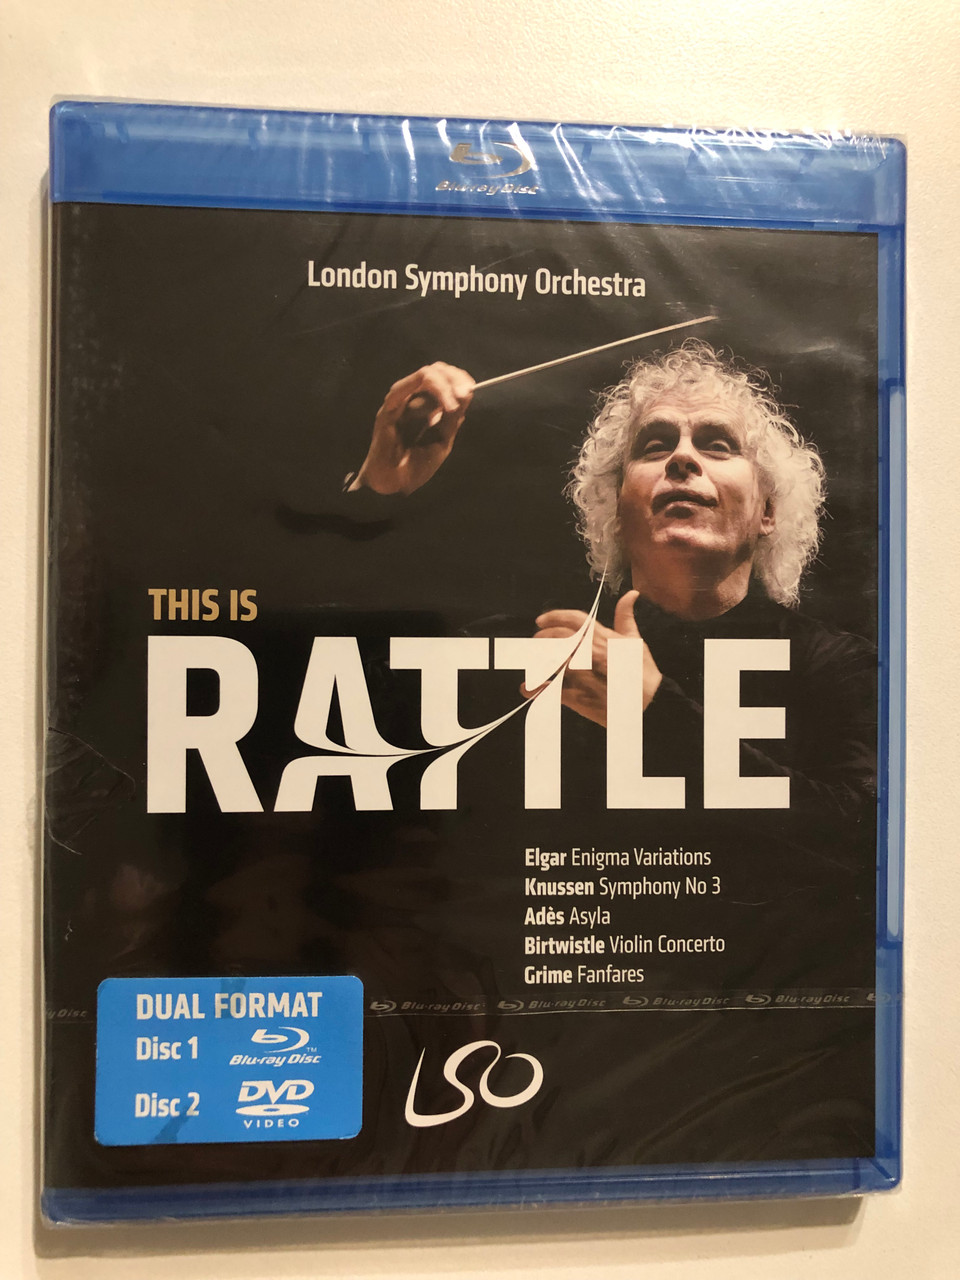 Blu-ray Disc
London Symphony Orchestra
THIS IS
RATTLE
Elgar Enigma Variations
Knussen Symphony No 3
Adès Asyla
Birtwistle Violin Concerto
Grime Fanfares
Blu-ray Disc Blu-ray Disc Blu-ray Disc Blu-ray Disc
DUAL FORMAT
Disc 1 Blu-ray Disc™
Disc 2 DVD VIDEO
LSO